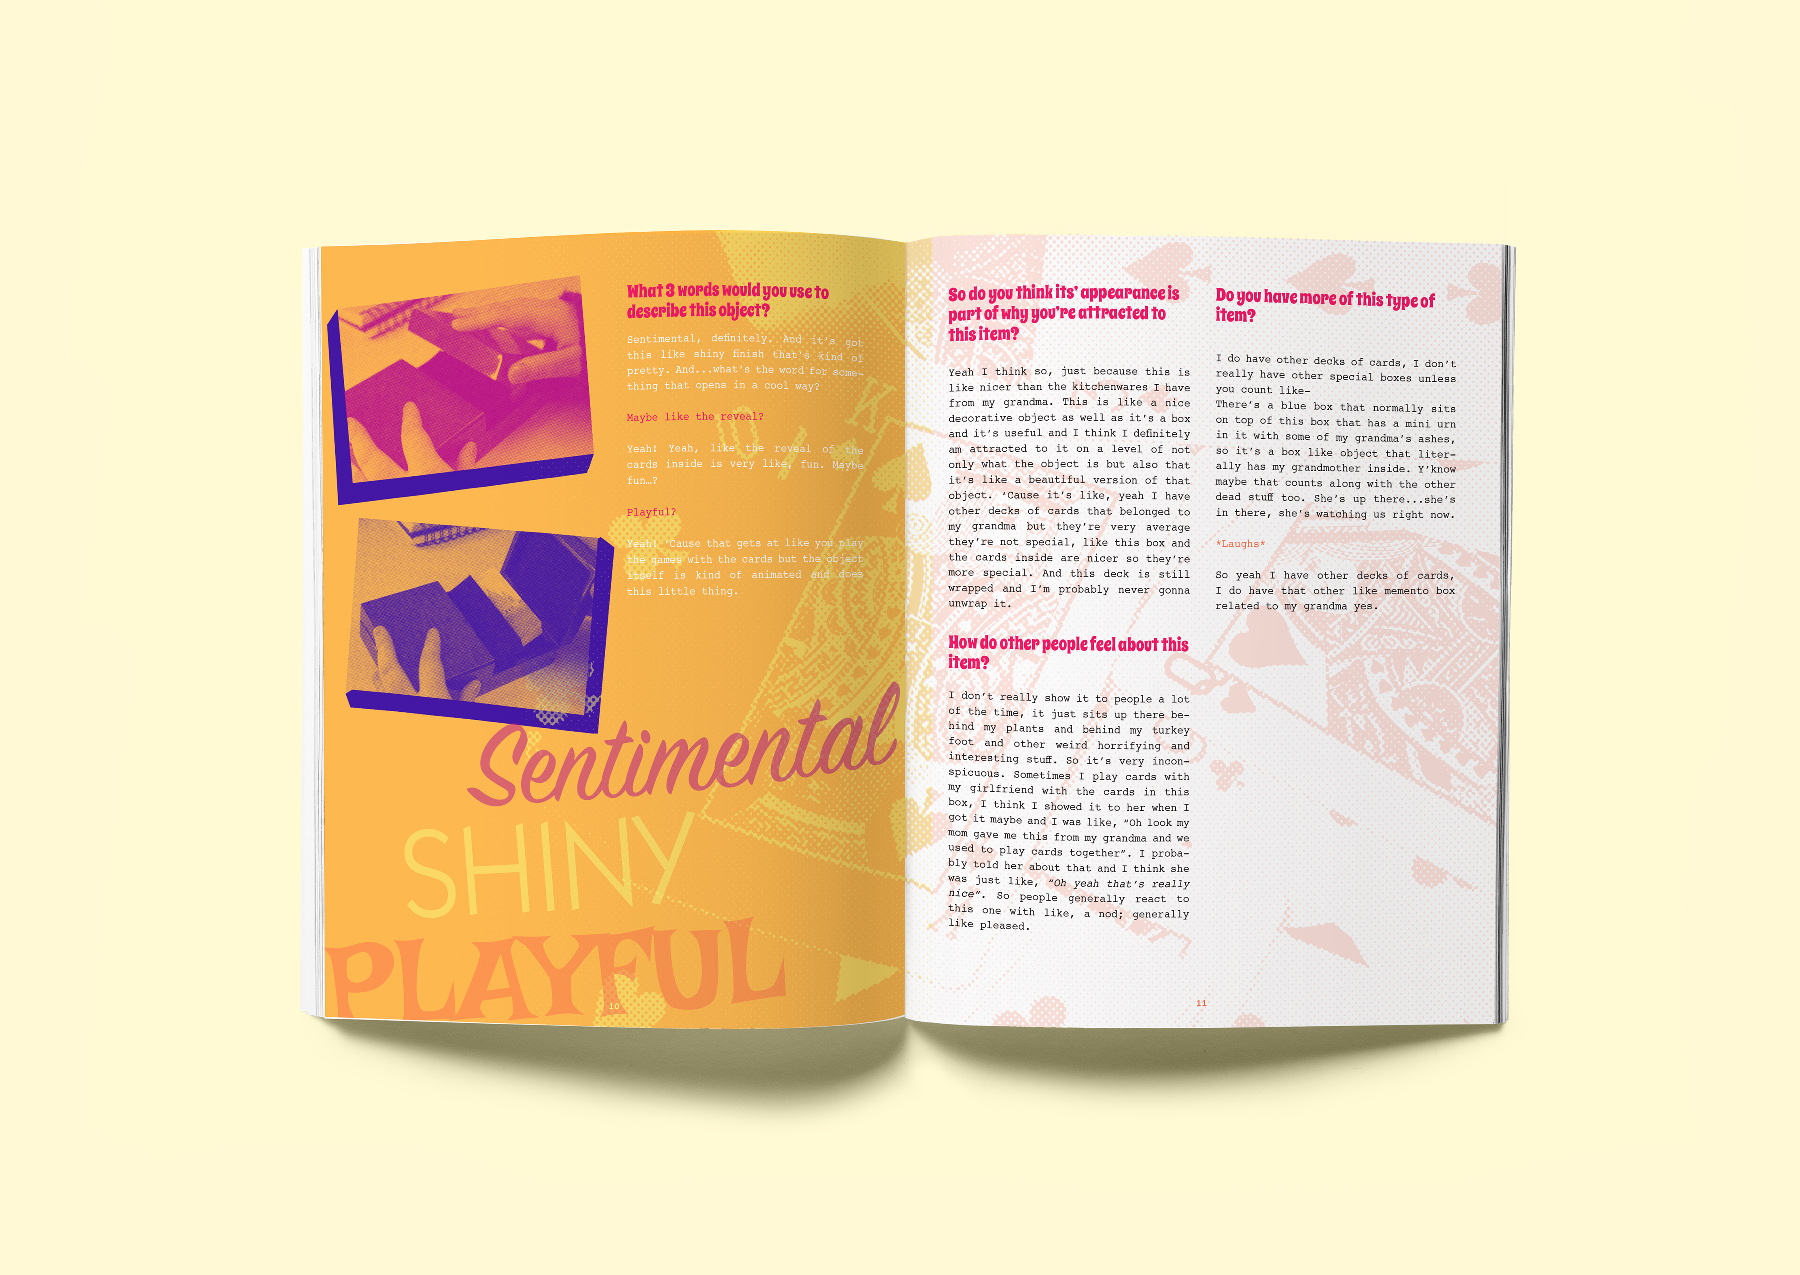 What 3 words would you use to
describe this object?
Sentimental, definitely. And it's got
this like shiny finish that's kind of
pretty. And...what's the word for some-
thing that opens in a cool way?
Maybe like the reveal?
Yeah! Yeah, like the reveal of the
cards inside is very like, fun. Maybe
fun…?
Playful?
Yeah! 'Cause that gets at like you play
the games with the cards but the object
itself is kind of animated and does
this little thing.
Sentimental
SHINY
PLAYFUL
10
So do you think its' appearance is
part of why you're attracted to
this item?
Yeah I think so, just because this is
like nicer than the kitchenwares I have
from my grandma. This is like a nice
decorative object as well as it's a box
and it's useful and I think I definitely
am attracted to it on a level of not
only what the object is but also that
it's like a beautiful version of that
object. 'Cause it's like, yeah I have
other decks of cards that belonged to
my grandma but they're very average
they're not special, like this box and
the cards inside are nicer so they're
more special. And this deck is still
wrapped and I'm probably never gonna
unwrap it.
How do other people feel about this
item?
I don't really show it to people a lot
of the time, it just sits up there be-
hind my plants and behind my turkey
foot and other weird horrifying and
interesting stuff. So it's very incon-
spicuous. Sometimes I play cards with
my girlfriend with the cards in this
box, I think I showed it to her when I
got it maybe and I was like, "Oh look my
mom gave me this from my grandma and we
used to play cards together". I proba-
bly told her about that and I think she
was just like, "Oh yeah that's really
nice". So people generally react to
this one with like, a nod; generally
like pleased.
Do you have more of this type of
item?
I do have other decks of cards, I don't
really have other special boxes unless
you count like-
There's a blue box that normally sits
on top of this box that has a mini urn
in it with some of my grandma's ashes,
so it's a box like object that liter-
ally has my grandmother inside. Y'know
maybe that counts along with the other
dead stuff too. She's up there...she's
in there, she's watching us right now.
*Laughs*
So yeah I have other decks of cards,
I do have that other like memento box
related to my grandma yes.
11
K